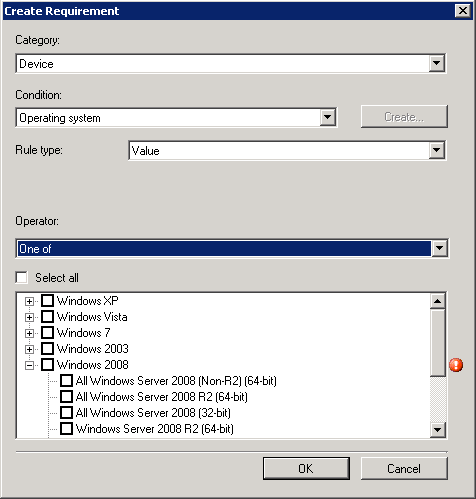 Create Requirement
Category:
Device
Condition:
Operating system
Create...
Rule type:
Value
Operator:
One of
Select all
Windows XP
Windows Vista
Windows 7
Windows 2003
Windows 2008
All Windows Server 2008 (Non-R2) (64-bit)
All Windows Server 2008 R2 (64-bit)
All Windows Server 2008 (32-bit)
Windows Server 2008 R2 (64-bit)
OK
Cancel